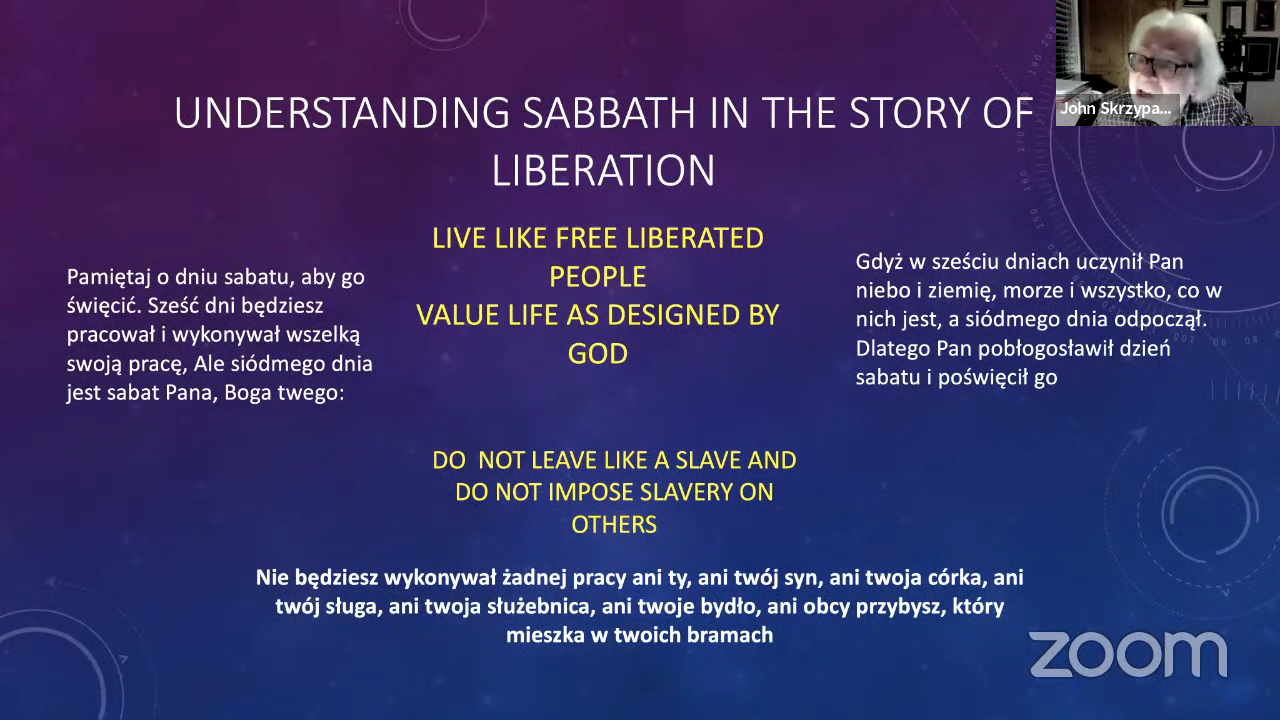 UNDERSTANDING SABBATH IN THE STORY OF
LIBERATION
John Skrzypa...
LIVE LIKE FREE LIBERATED
PEOPLE
VALUE LIFE AS DESIGNED BY
GOD
Pamiętaj o dniu sabatu, aby go
święcić. Sześć dni będziesz
pracował i wykonywał wszelką
swoją pracę, Ale siódmego dnia
jest sabat Pana, Boga twego:
Gdyż w sześciu dniach uczynił Pan
niebo i ziemię, morze i wszystko, co w
nich jest, a siódmego dnia odpoczął.
Dlatego Pan pobłogosławił dzień
sabatu i poświęcił go
DO NOT LEAVE LIKE A SLAVE AND
DO NOT IMPOSE SLAVERY ON
OTHERS
Nie będziesz wykonywał żadnej pracy ani ty, ani twój syn, ani twoja córka, ani
twój sługa, ani twoja służebnica, ani twoje bydło, ani obcy przybysz, który
mieszka w twoich bramach
zoom